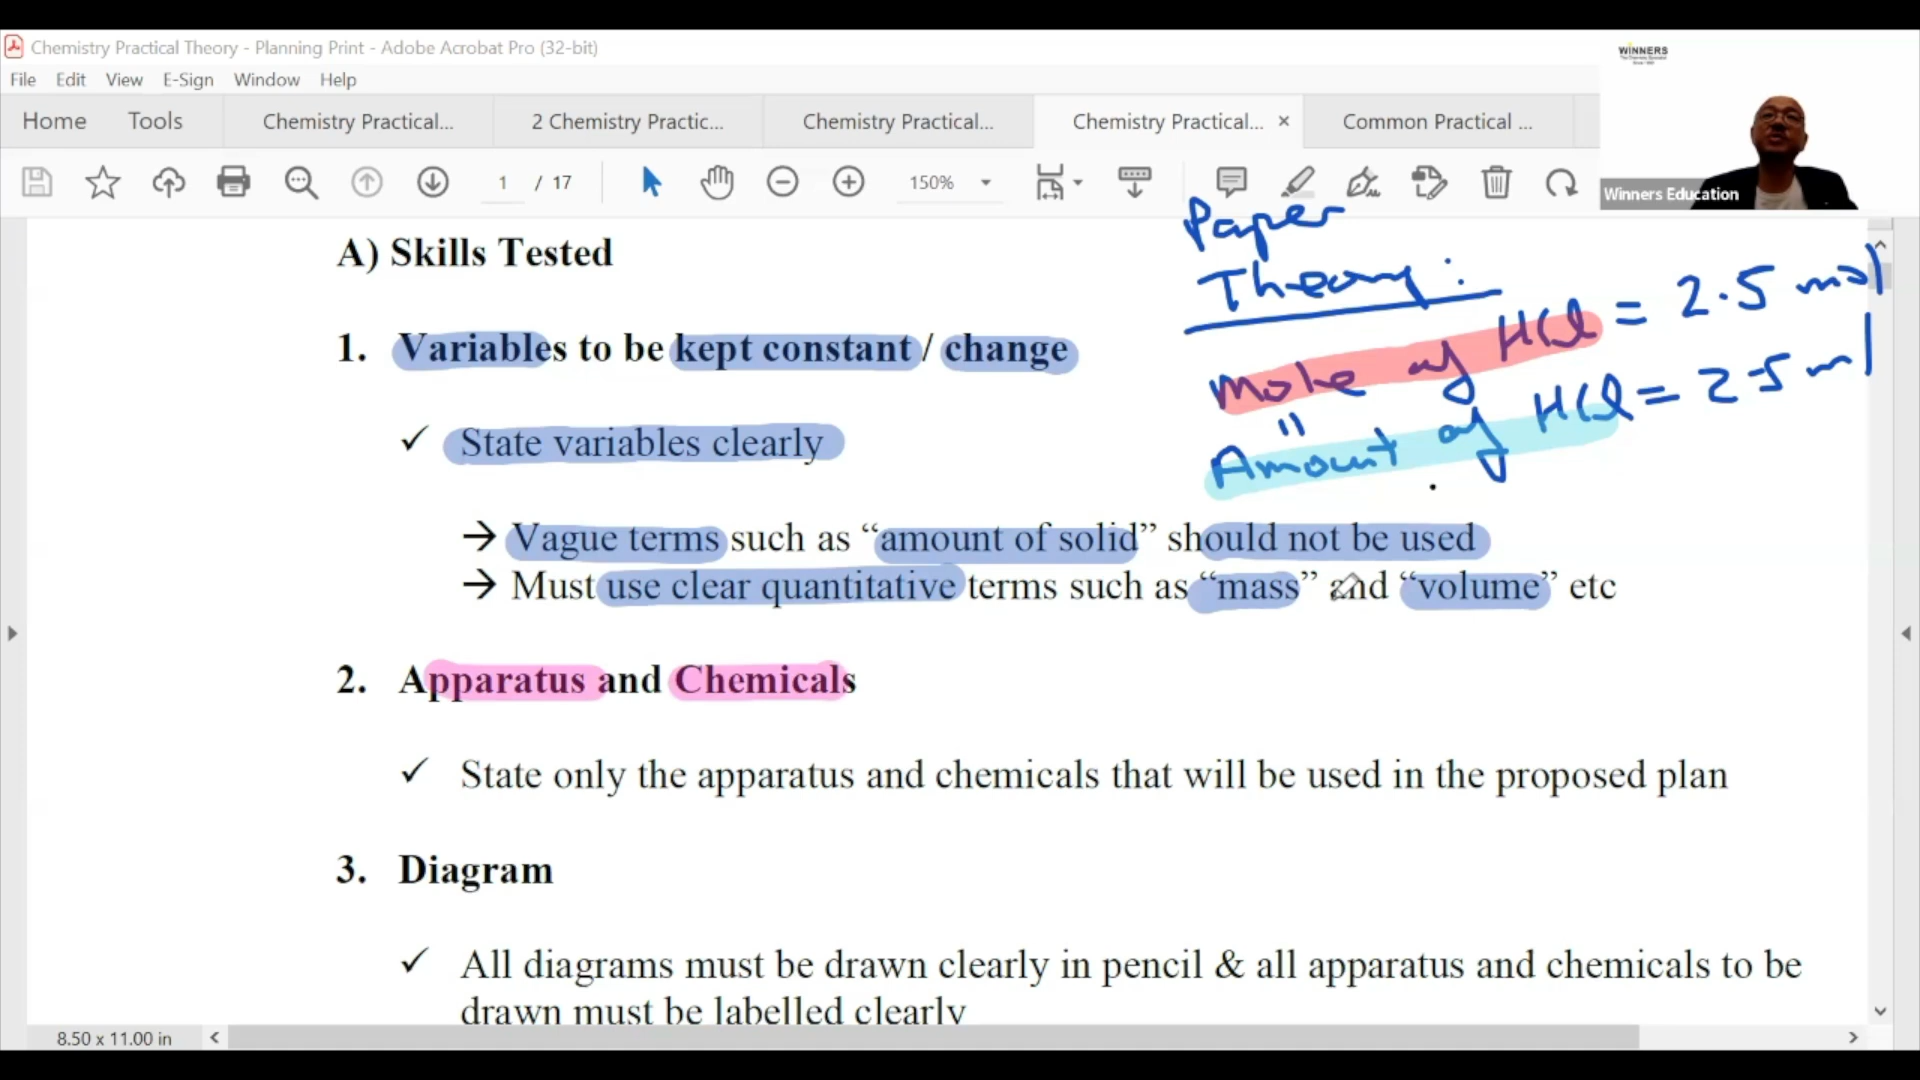 Chemistry Practical Theory - Planning Print - Adobe Acrobat Pro (32-bit)
WINNERS
File Edit View E-Sign Window Help
Home Tools Chemistry Practical... 2 Chemistry Practic... Chemistry Practical... Chemistry Practical... × Common Practical ...
1 / 17 150%
Winners Education
Paper
Theory:
Mole of HCl = 2.5 mol
"
Amount of HCl = 2.5 mol
A) Skills Tested
1. Variables to be kept constant / change
✓ State variables clearly
→ Vague terms such as “amount of solid” should not be used
→ Must use clear quantitative terms such as “mass” and “volume” etc
2. Apparatus and Chemicals
✓ State only the apparatus and chemicals that will be used in the proposed plan
3. Diagram
✓ All diagrams must be drawn clearly in pencil & all apparatus and chemicals to be
drawn must be labelled clearly
8.50 x 11.00 in